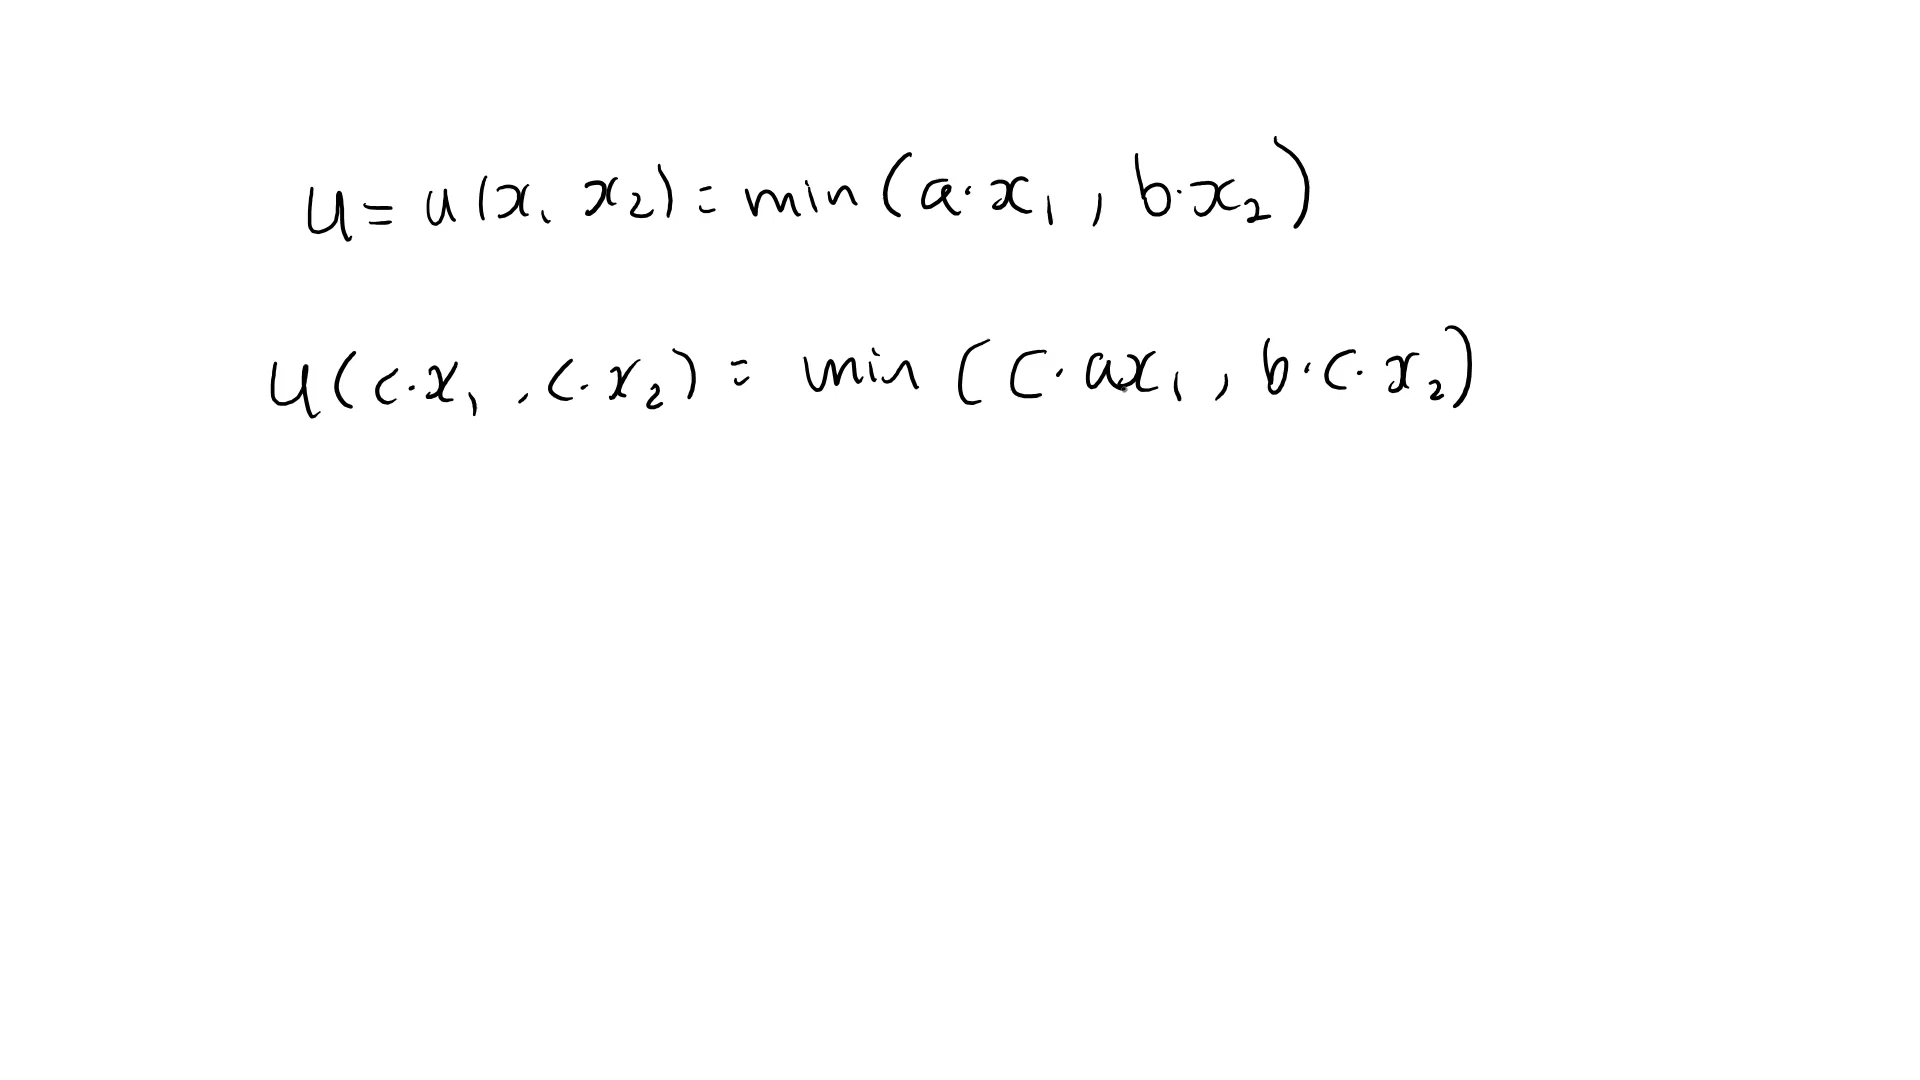 u = u(x₁ x₂) = min(a·x₁, b·x₂)
u(c·x₁, c·x₂) = min(c·ax₁, b·c·x₂)